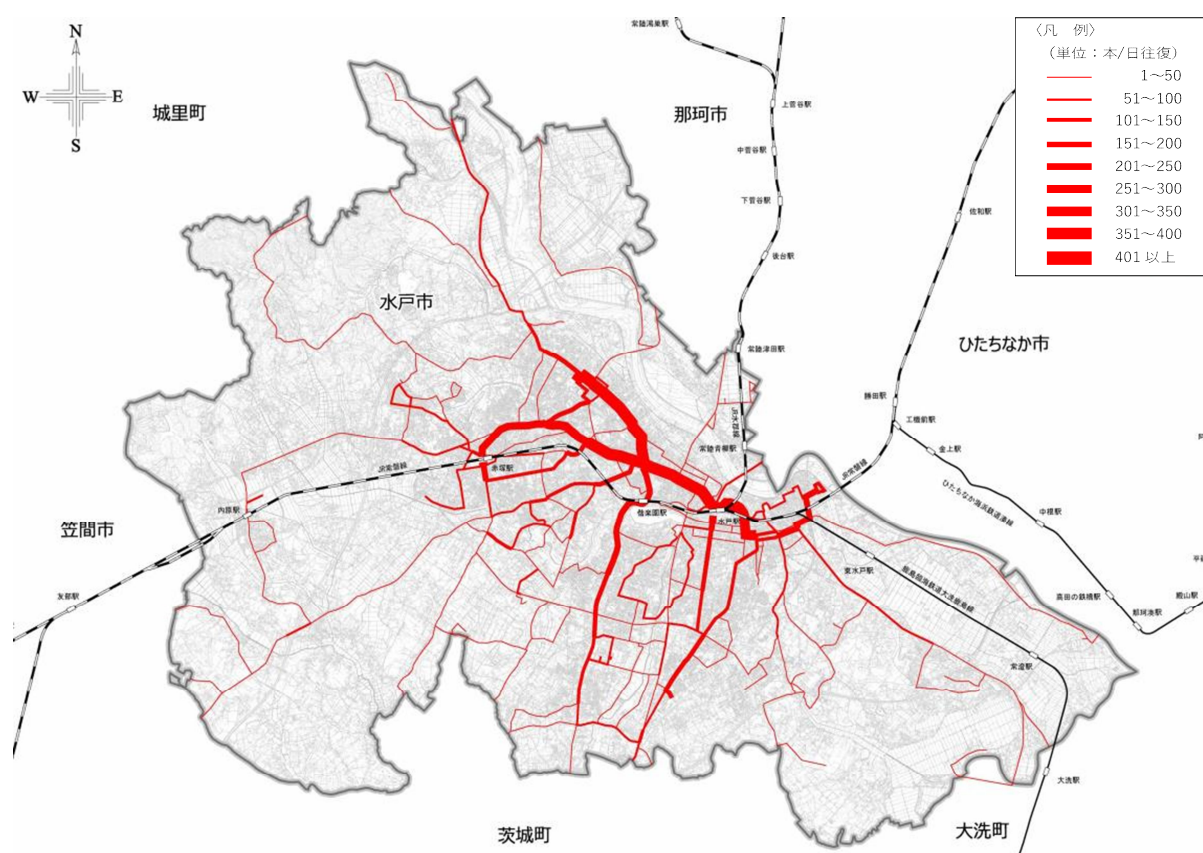 N
W
E
S
城里町
那珂市
水戸市
ひたちなか市
笠間市
茨城町
大洗町
〈凡 例〉
(単位：本/日往復)
1～50
51～100
101～150
151～200
201～250
251～300
301～350
351～400
401 以上
常陸鴻巣駅
上菅谷駅
中菅谷駅
下菅谷駅
後台駅
常陸津田駅
JR水郡線
常陸青柳駅
佐和駅
勝田駅
工機前駅
金上駅
JR常磐線
ひたちなか海浜鉄道湊線
中根駅
高田の鉄橋駅
那珂湊駅
殿山駅
JR常磐線
赤塚駅
内原駅
友部駅
偕楽園駅
水戸駅
東水戸駅
鹿島臨海鉄道大洗鹿島線
常澄駅
大洗駅